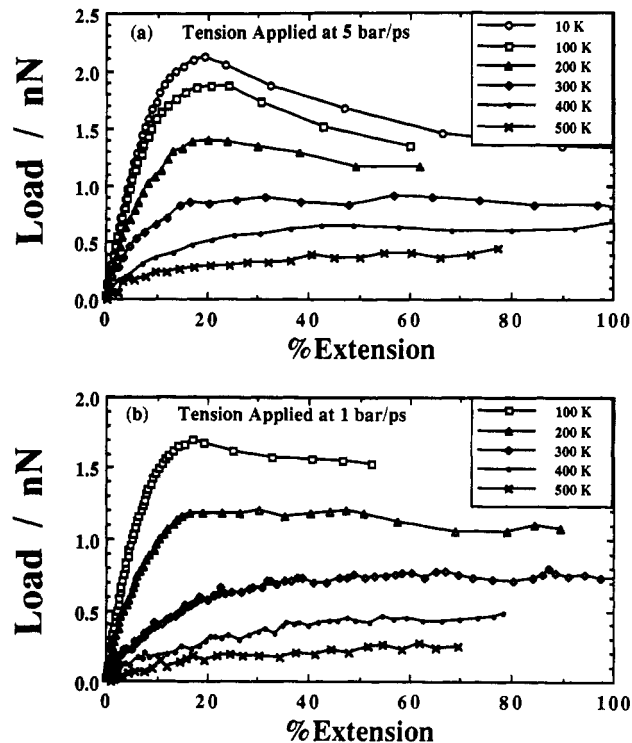 (a) Tension Applied at 5 bar/ps
10 K
100 K
200 K
300 K
400 K
500 K
Load / nN
2.5
2.0
1.5
1.0
0.5
0.0
0 20 40 60 80 100
%Extension
(b) Tension Applied at 1 bar/ps
100 K
200 K
300 K
400 K
500 K
Load / nN
2.0
1.5
1.0
0.5
0.0
0 20 40 60 80 100
%Extension